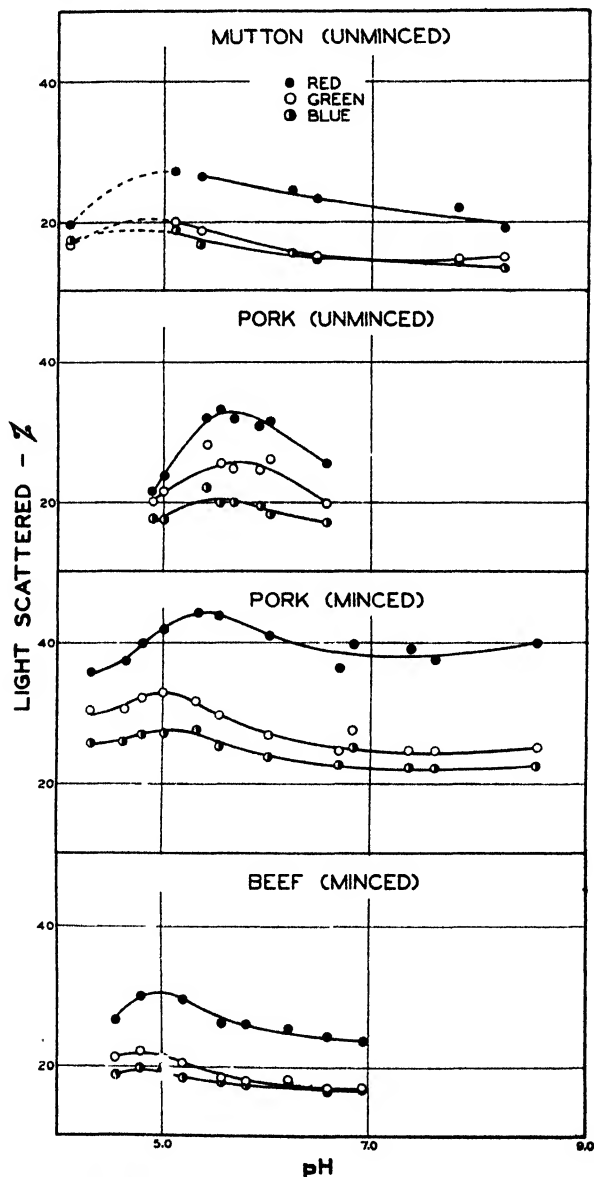 MUTTON (UNMINCED)
40
RED
GREEN
BLUE
20
PORK (UNMINCED)
40
20
PORK (MINCED)
40
20
BEEF (MINCED)
40
20
5.0 7.0 9.0
pH
LIGHT SCATTERED - %